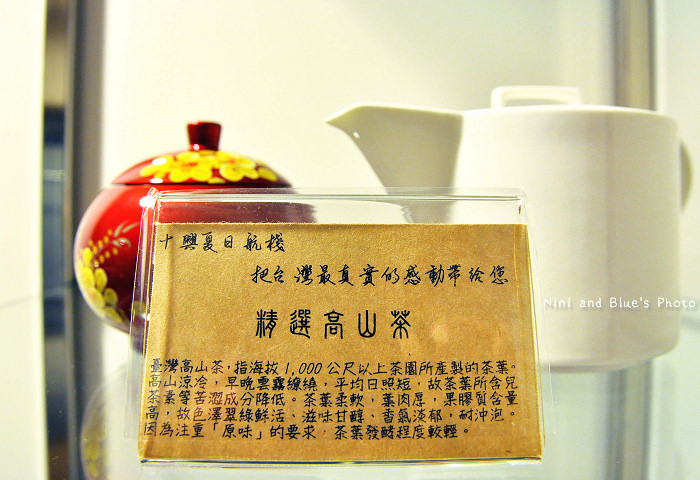 十興夏日航棧
把台灣最真實的感動帶給您
精選高山茶
臺灣高山茶，指海拔1,000公尺以上茶園所產製的茶葉。
高山涼冷，早晚雲霧繚繞，平均日照短，故茶葉所含兒
茶素等苦澀成分降低。茶葉柔軟，葉肉厚，果膠質含量
高，故色澤翠綠鮮活、滋味甘醇、香氣淡郁，耐沖泡。
因為注重「原味」的要求，茶葉發酵程度軟輕。
Nini and Blue's Photo